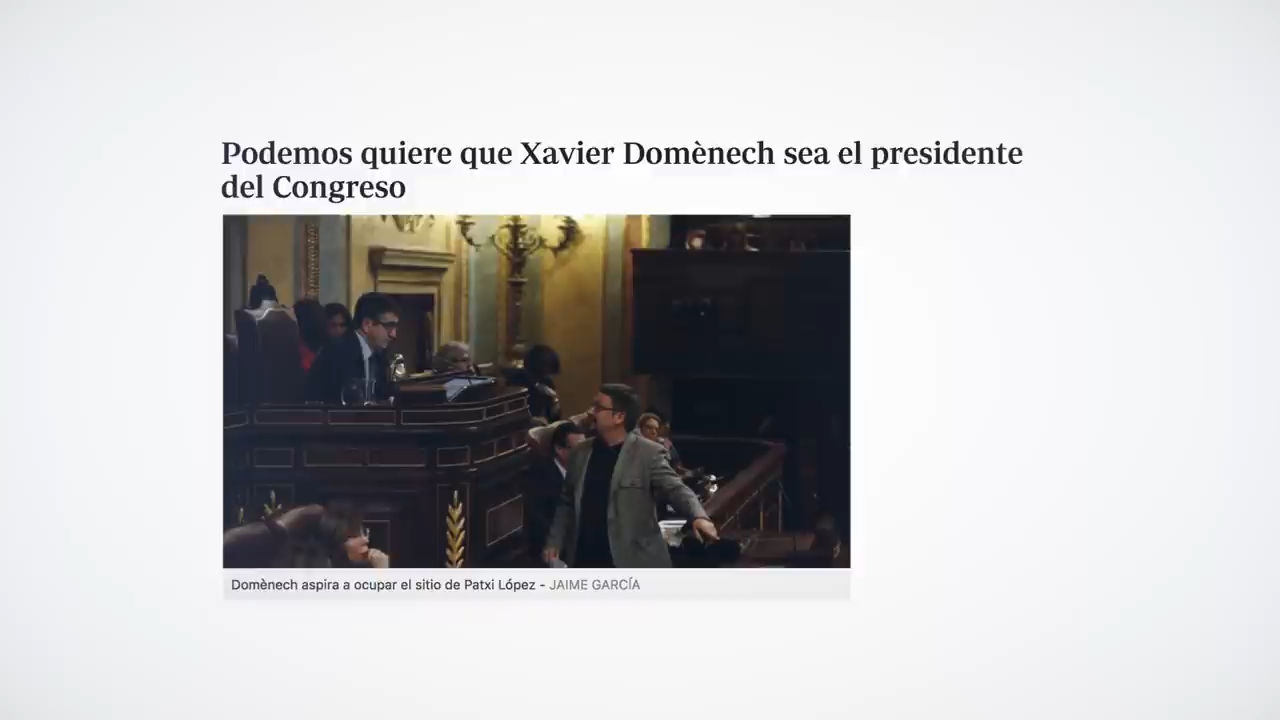 Podemos quiere que Xavier Domènech sea el presidente
del Congreso
Domènech aspira a ocupar el sitio de Patxi López - JAIME GARCÍA